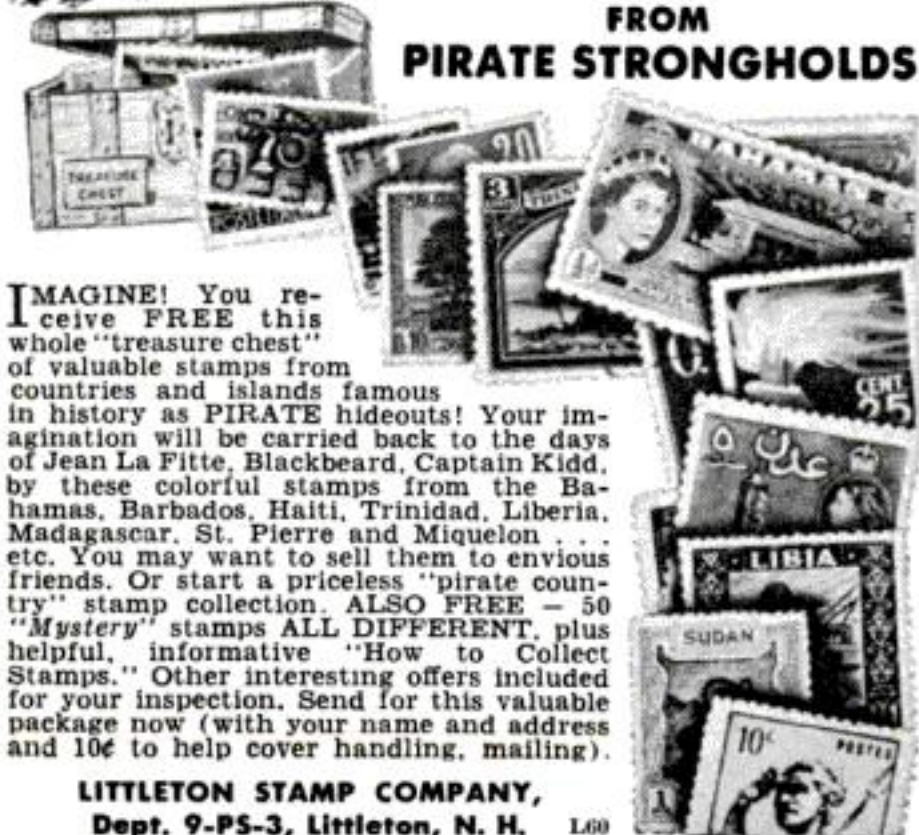 FROM
PIRATE STRONGHOLDS
TREASURE
CHEST
20
3
BAHAMAS
0.10
CENT.
25
عدن
LIBIA
SUDAN
10c
POSTES
1
IMAGINE! You re-
ceive FREE this
whole "treasure chest"
of valuable stamps from
countries and islands famous
in history as PIRATE hideouts! Your im-
agination will be carried back to the days
of Jean La Fitte, Blackbeard, Captain Kidd,
by these colorful stamps from the Ba-
hamas, Barbados, Haiti, Trinidad, Liberia,
Madagascar, St. Pierre and Miquelon . . .
etc. You may want to sell them to envious
friends. Or start a priceless "pirate coun-
try" stamp collection. ALSO FREE — 50
"Mystery" stamps ALL DIFFERENT, plus
helpful, informative "How to Collect
Stamps." Other interesting offers included
for your inspection. Send for this valuable
package now (with your name and address
and 10¢ to help cover handling, mailing).
LITTLETON STAMP COMPANY,
Dept. 9-PS-3, Littleton, N. H. L60